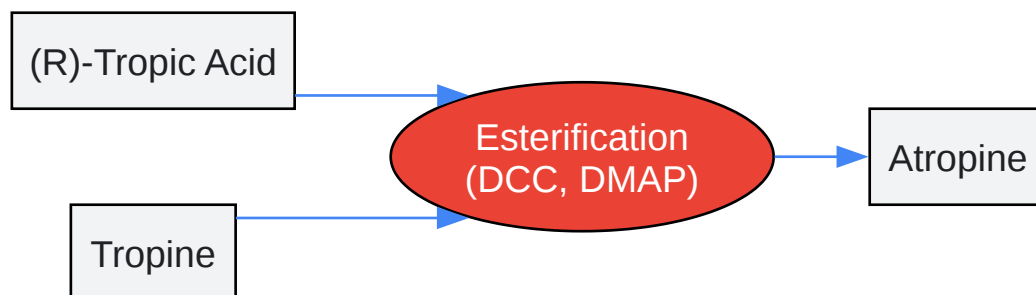 (R)-Tropic Acid
Tropine
Esterification
(DCC, DMAP)
Atropine